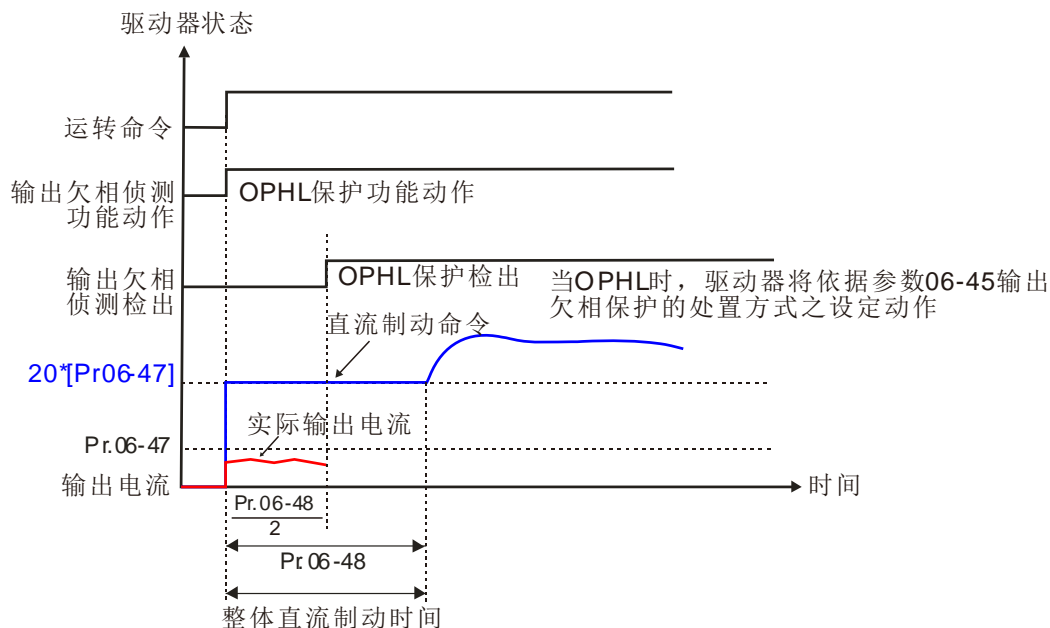 驱动器状态
运转命令
输出欠相侦测
功能动作
OPHL保护功能动作
输出欠相
侦测检出
OPHL保护检出
当OPHL时，驱动器将依据参数06-45输出
欠相保护的处置方式之设定动作
直流制动命令
20*[Pr06-47]
实际输出电流
Pr.06-47
输出电流
时间
Pr.06-48
2
Pr.06-48
整体直流制动时间